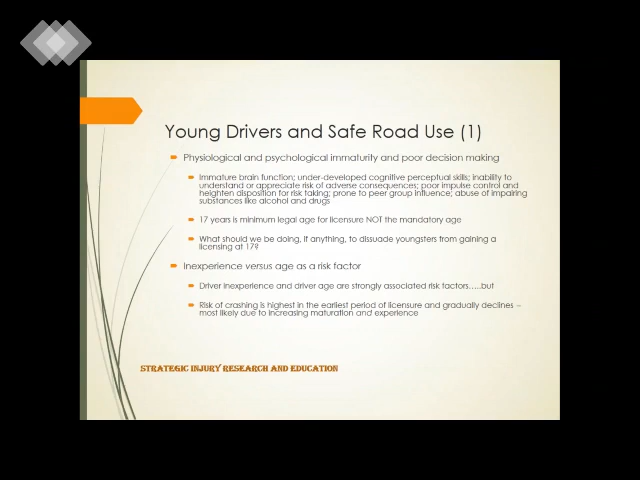 Young Drivers and Safe Road Use (1)
Physiological and psychological immaturity and poor decision making
Immature brain function; under-developed cognitive perceptual skills; inability to
understand or appreciate risk of adverse consequences; poor impulse control and
heighten disposition for risk taking; prone to peer group influence; abuse of impairing
substances like alcohol and drugs
17 years is minimum legal age for licensure NOT the mandatory age
What should we be doing, if anything, to dissuade youngsters from gaining a
licensing at 17?
Inexperience versus age as a risk factor
Driver inexperience and driver age are strongly associated risk factors.....but
Risk of crashing is highest in the earliest period of licensure and gradually declines –
most likely due to increasing maturation and experience
STRATEGIC INJURY RESEARCH AND EDUCATION